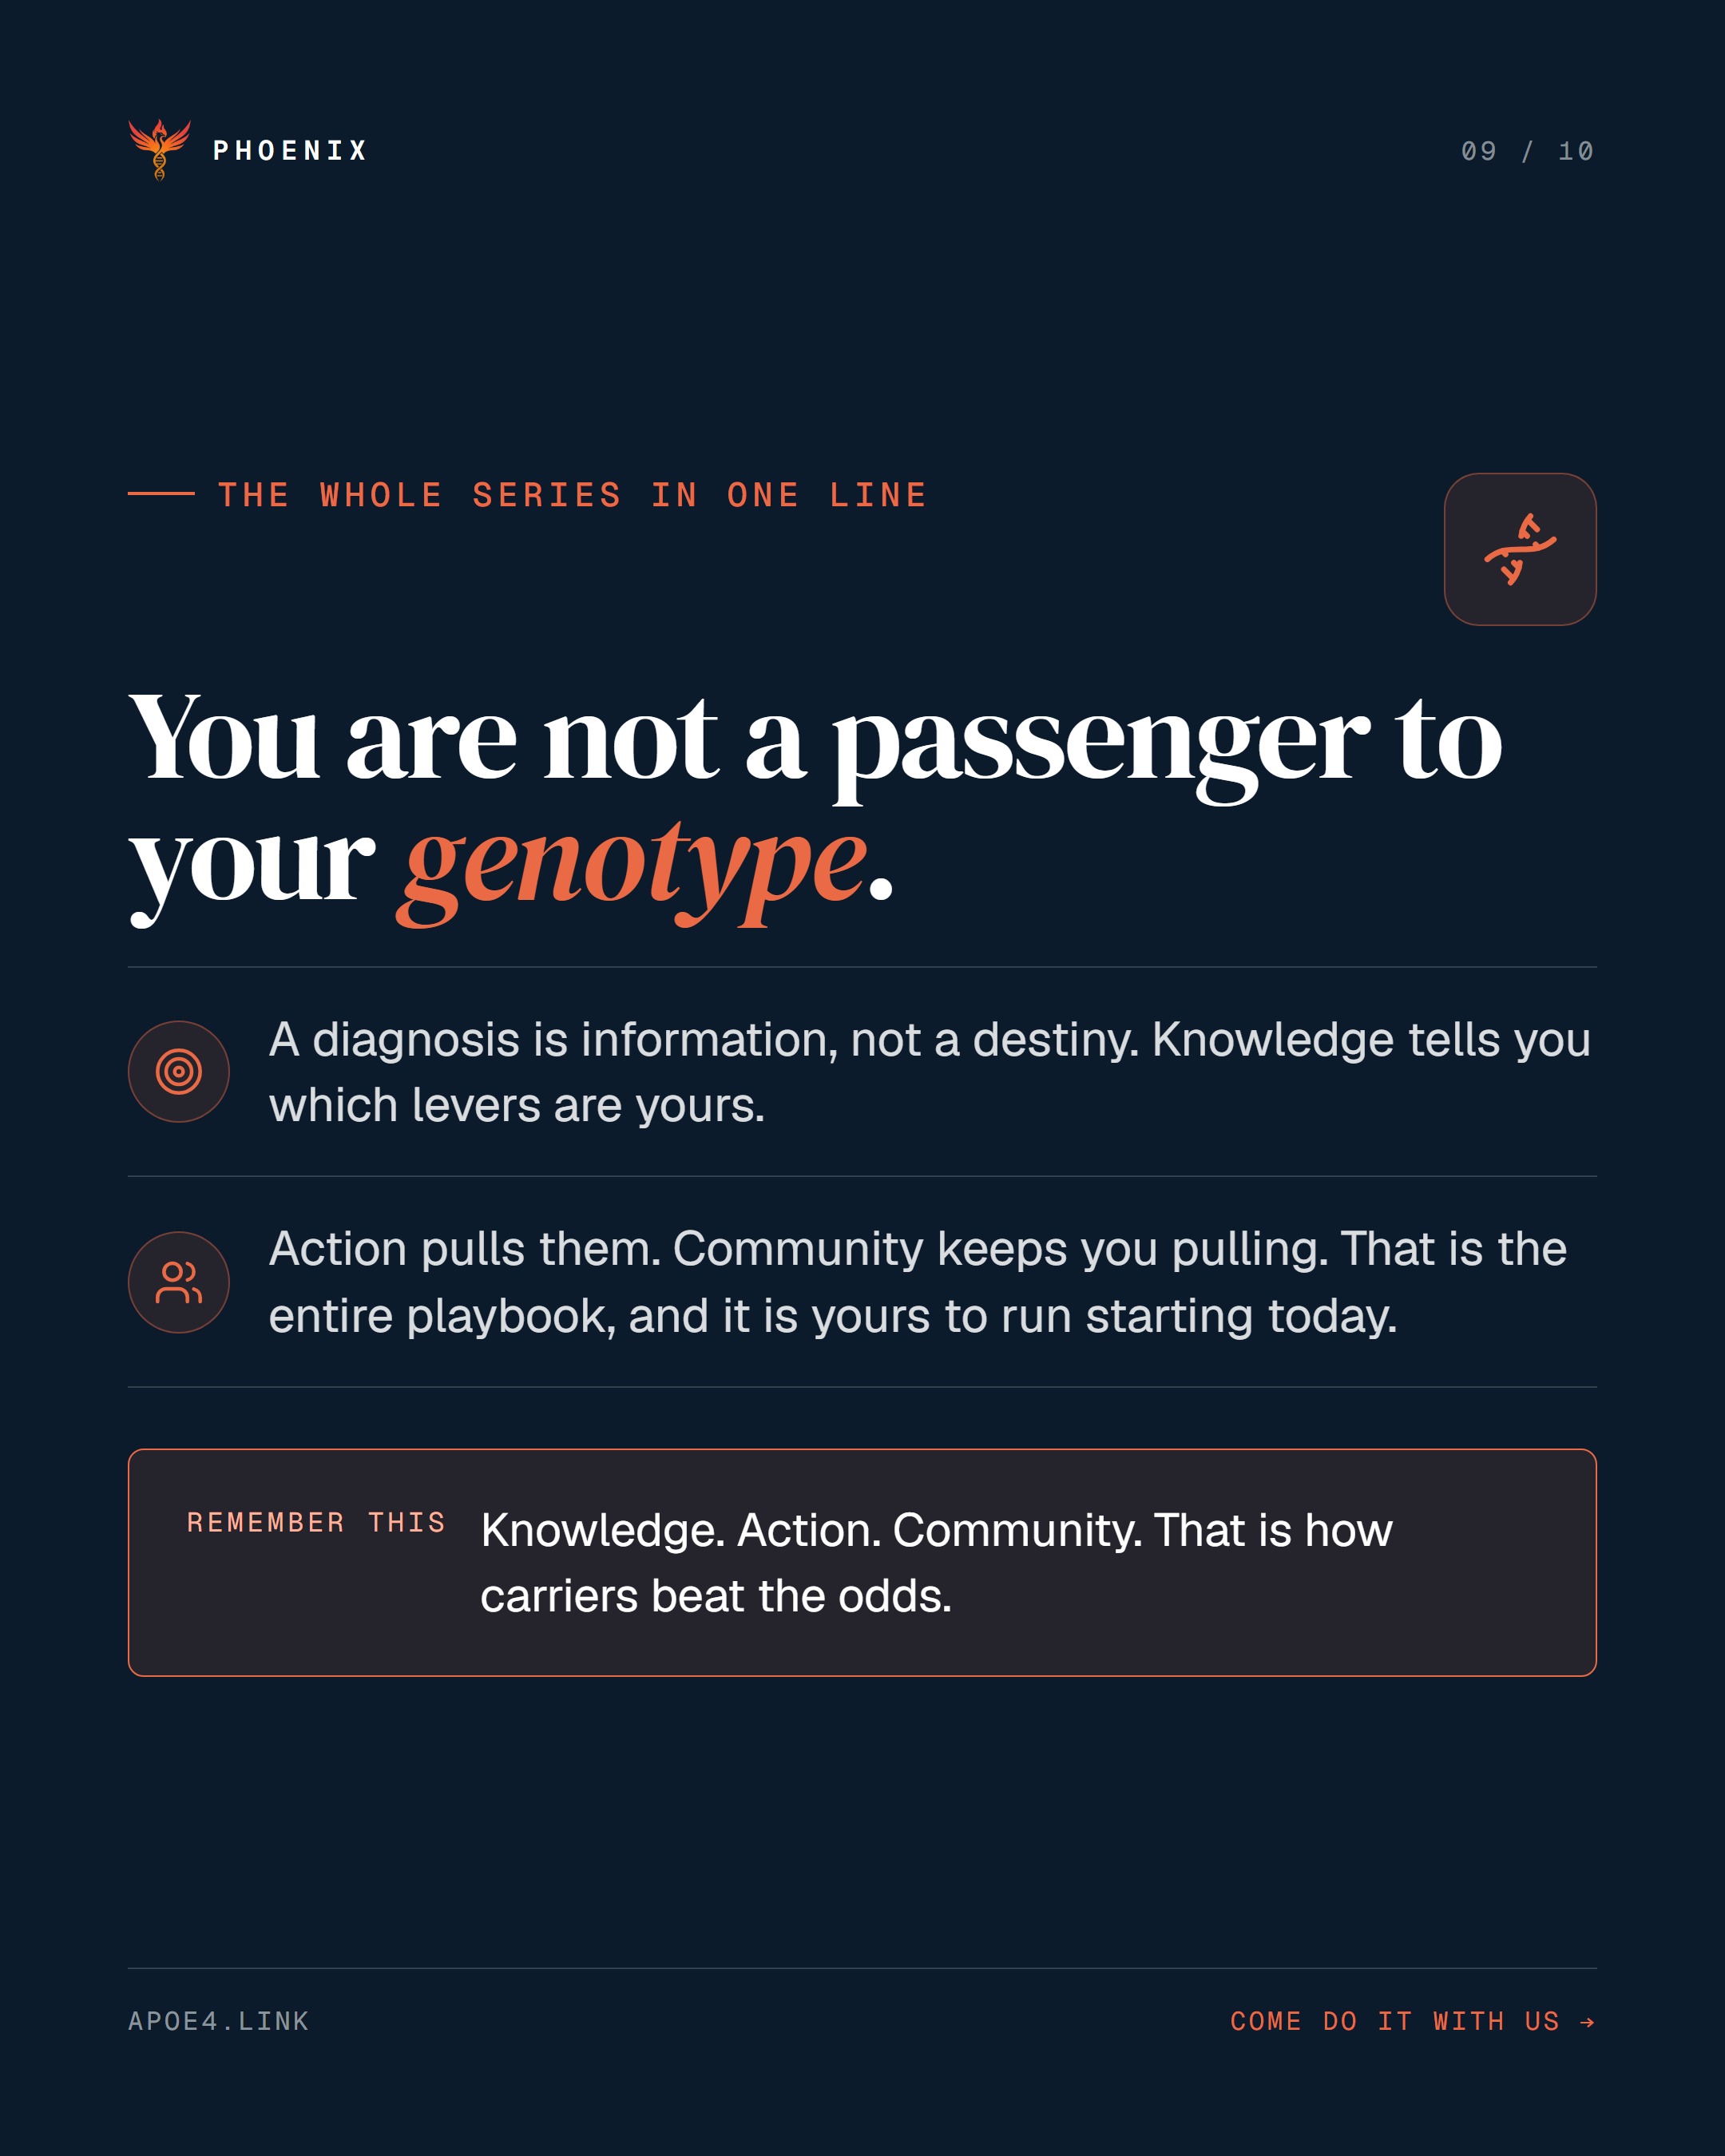 PHOENIX
09 / 10
THE WHOLE SERIES IN ONE LINE
You are not a passenger to
your genotype.
A diagnosis is information, not a destiny. Knowledge tells you
which levers are yours.
Action pulls them. Community keeps you pulling. That is the
entire playbook, and it is yours to run starting today.
REMEMBER THIS
Knowledge. Action. Community. That is how
carriers beat the odds.
APOE4.LINK
COME DO IT WITH US →